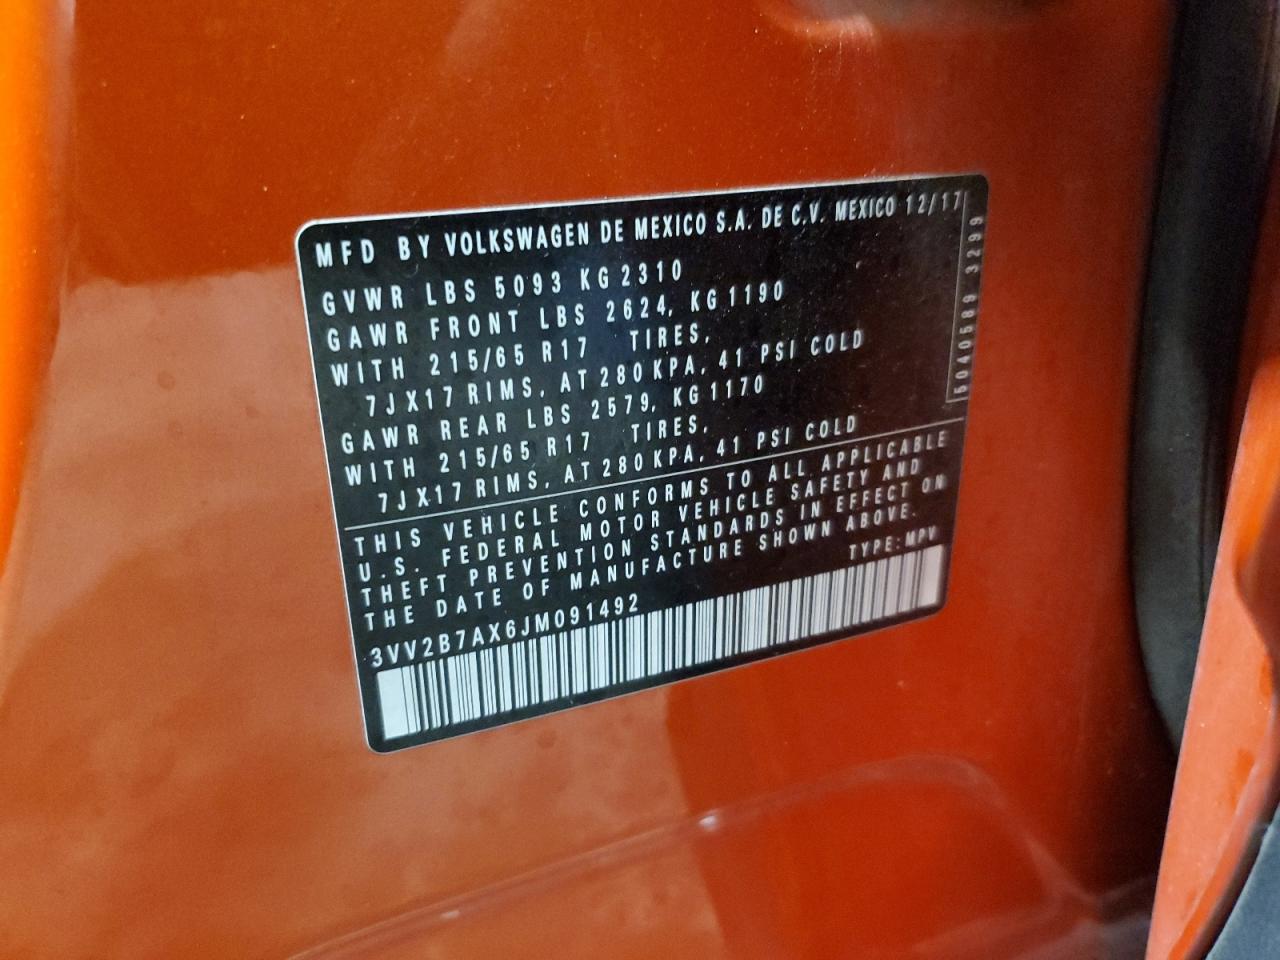 MFD BY VOLKSWAGEN DE MEXICO S.A. DE C.V. MEXICO 12/17
GVWR LBS 5093 KG 2310
GAWR FRONT LBS 2624, KG 1190
WITH 215/65 R17 TIRES,
7JX17 RIMS, AT 280 KPA, 41 PSI COLD
GAWR REAR LBS 2579, KG 1170
WITH 215/65 R17 TIRES,
7JX17 RIMS, AT 280 KPA, 41 PSI COLD
THIS VEHICLE CONFORMS TO ALL APPLICABLE
U.S. FEDERAL MOTOR VEHICLE SAFETY AND
THEFT PREVENTION STANDARDS IN EFFECT ON
THE DATE OF MANUFACTURE SHOWN ABOVE.
3VV2B7AX6JM091492 TYPE: MPV
5040589 3299